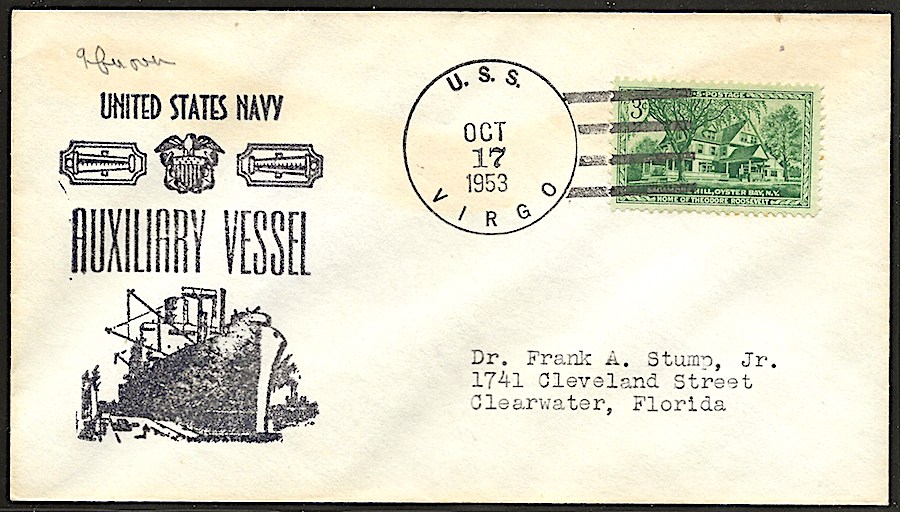 UNITED STATES NAVY
AUXILIARY VESSEL
U.S.S.
OCT
17
1953
VIRGO
3¢
S·POSTAGE
SAGAMORE HILL, OYSTER BAY, N.Y.
HOME OF THEODORE ROOSEVELT
Dr. Frank A. Stump, Jr.
1741 Cleveland Street
Clearwater, Florida